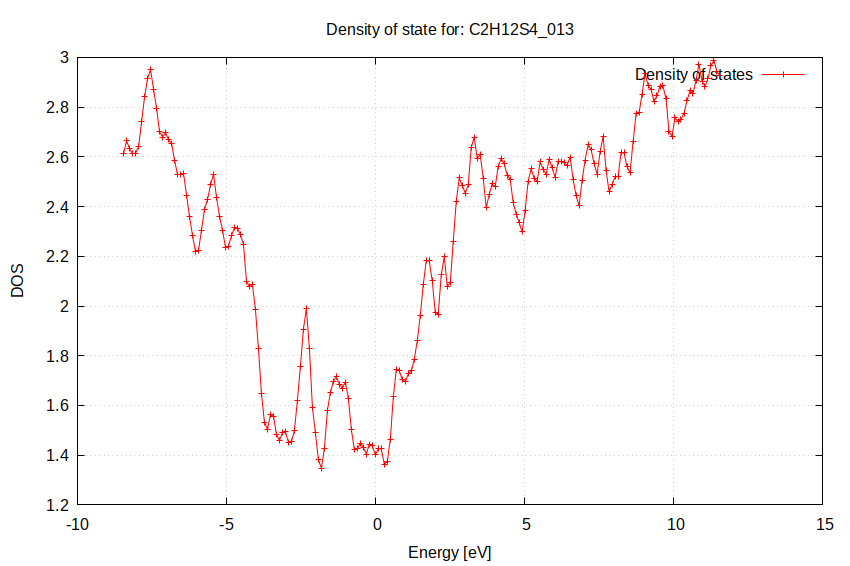 Density of state for: C2H12S4_013
Density of states
3
2.8
2.6
2.4
2.2
2
1.8
1.6
1.4
1.2
DOS
-10 -5 0 5 10 15
Energy [eV]